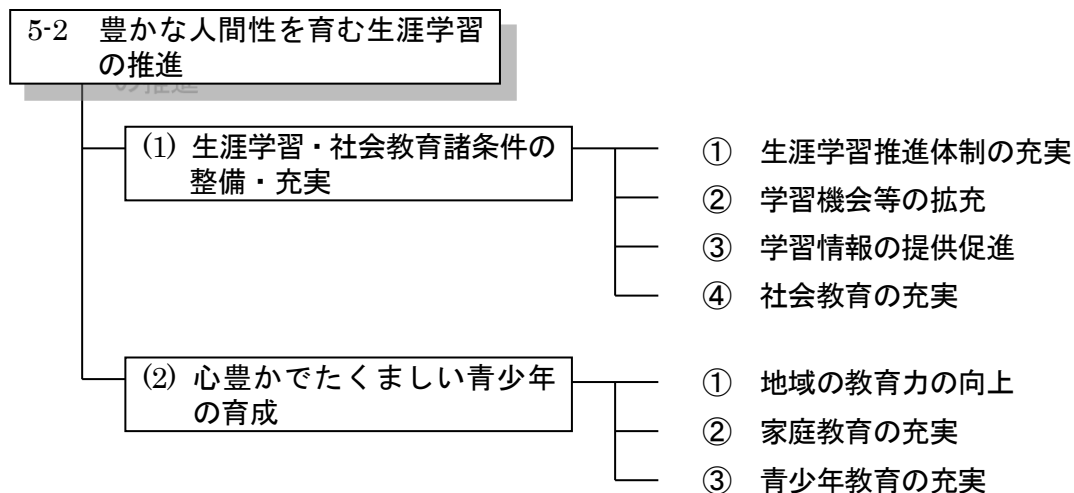 5-2 豊かな人間性を育む生涯学習
の推進
(1) 生涯学習・社会教育諸条件の
整備・充実
① 生涯学習推進体制の充実
② 学習機会等の拡充
③ 学習情報の提供促進
④ 社会教育の充実
(2) 心豊かでたくましい青少年
の育成
① 地域の教育力の向上
② 家庭教育の充実
③ 青少年教育の充実